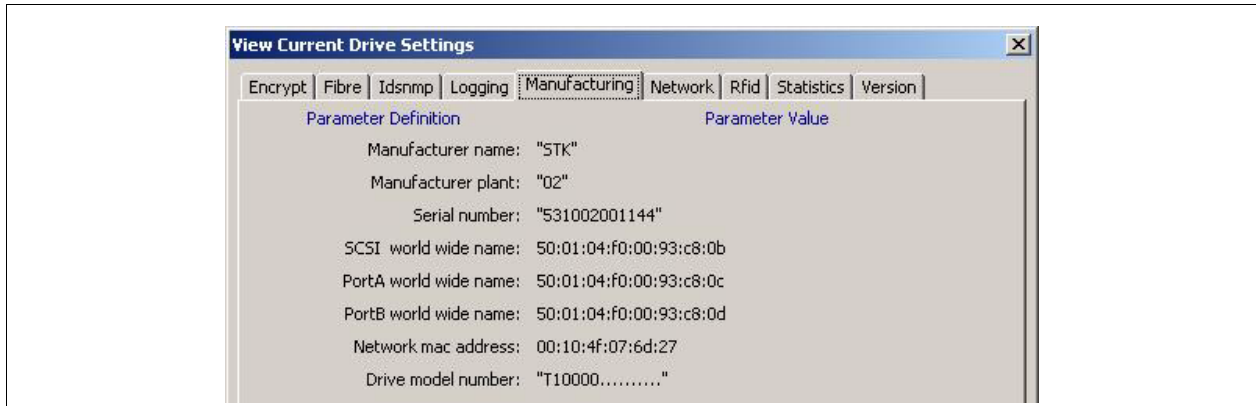 View Current Drive Settings
Encrypt Fibre Idsnmp Logging Manufacturing Network Rfid Statistics Version
Parameter Definition Parameter Value
Manufacturer name: "STK"
Manufacturer plant: "02"
Serial number: "531002001144"
SCSI world wide name: 50:01:04:f0:00:93:c8:0b
PortA world wide name: 50:01:04:f0:00:93:c8:0c
PortB world wide name: 50:01:04:f0:00:93:c8:0d
Network mac address: 00:10:4f:07:6d:27
Drive model number: "T10000.........."